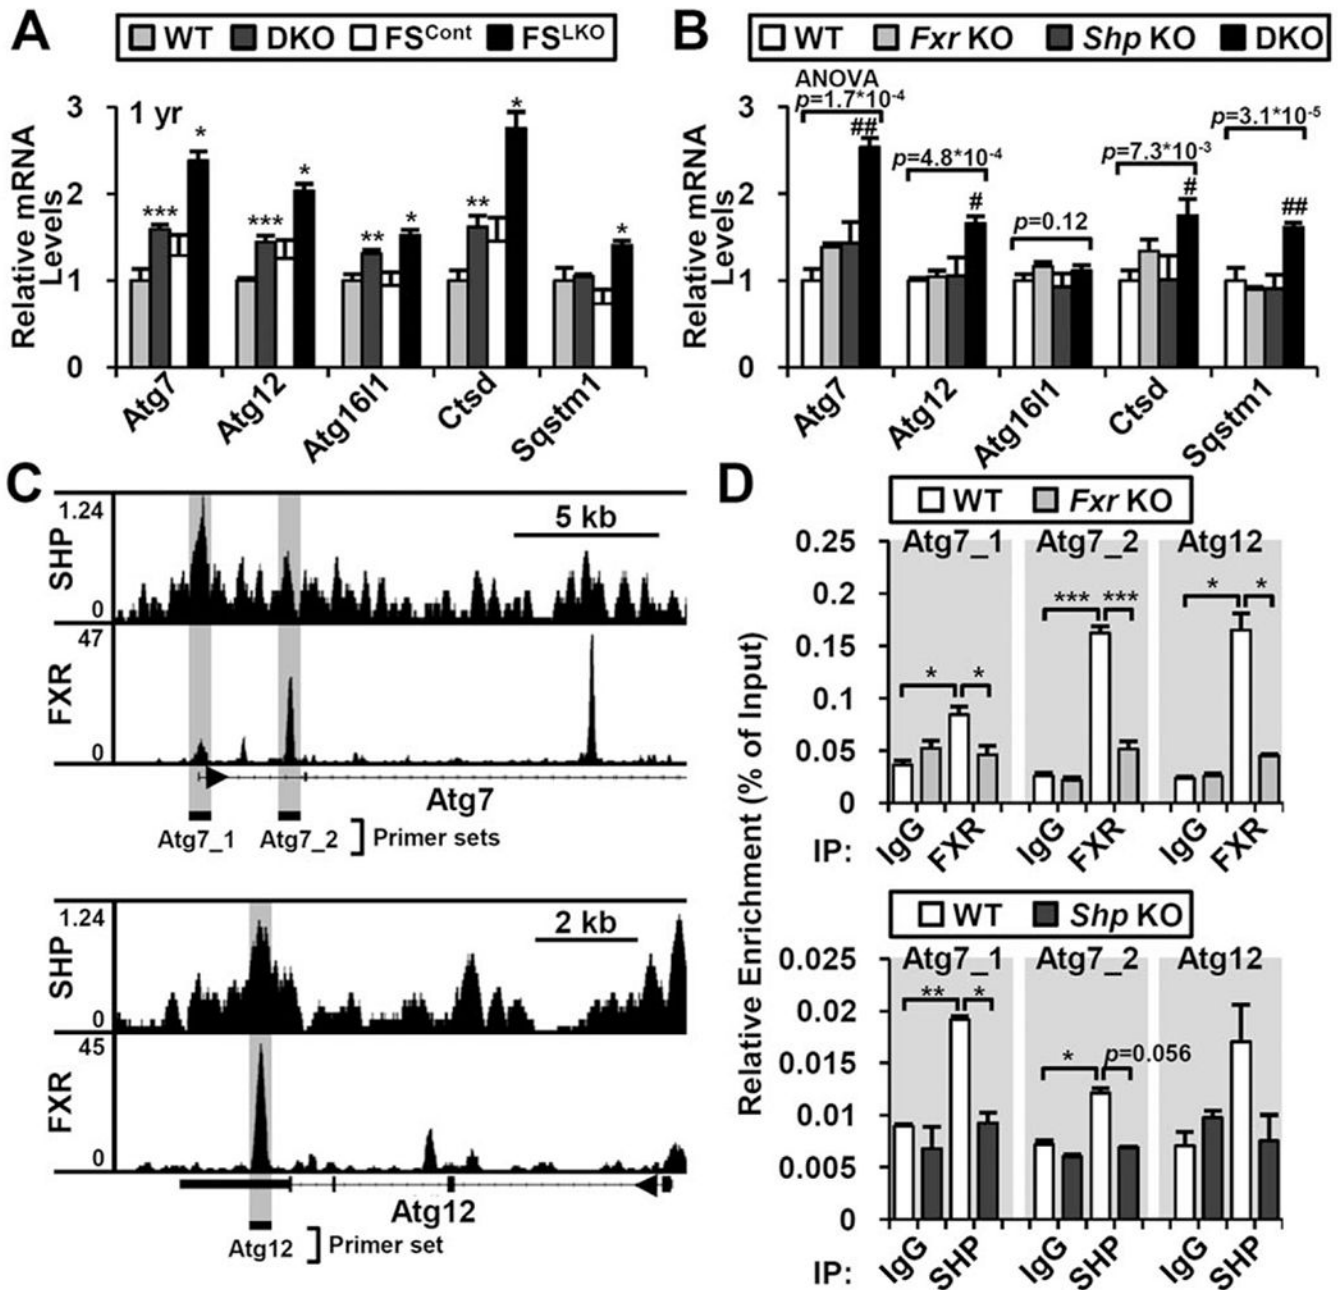 A
WT DKO FSCont FSLKO
Relative mRNA
Levels
3
2
1
0
1 yr
***
*
***
*
**
*
**
*
*
Atg7
Atg12
Atg16l1
Ctsd
Sqstm1
B
WT Fxr KO Shp KO DKO
Relative mRNA
Levels
3
2
1
0
ANOVA
p=1.7*10-4
##
p=4.8*10-4
#
p=0.12
p=7.3*10-3
#
p=3.1*10-5
##
Atg7
Atg12
Atg16l1
Ctsd
Sqstm1
C
SHP
1.24
0
5 kb
FXR
47
0
Atg7
Atg7_1 Atg7_2 Primer sets
SHP
1.24
0
2 kb
FXR
45
0
Atg12
Atg12 Primer set
D
WT Fxr KO
Relative Enrichment (% of Input)
0.25
0.2
0.15
0.1
0.05
0
Atg7_1 Atg7_2 Atg12
* *
*** ***
* *
IP: IgG FXR IgG FXR IgG FXR
WT Shp KO
0.025
0.02
0.015
0.01
0.005
0
Atg7_1 Atg7_2 Atg12
** *
* p=0.056
IP: IgG SHP IgG SHP IgG SHP